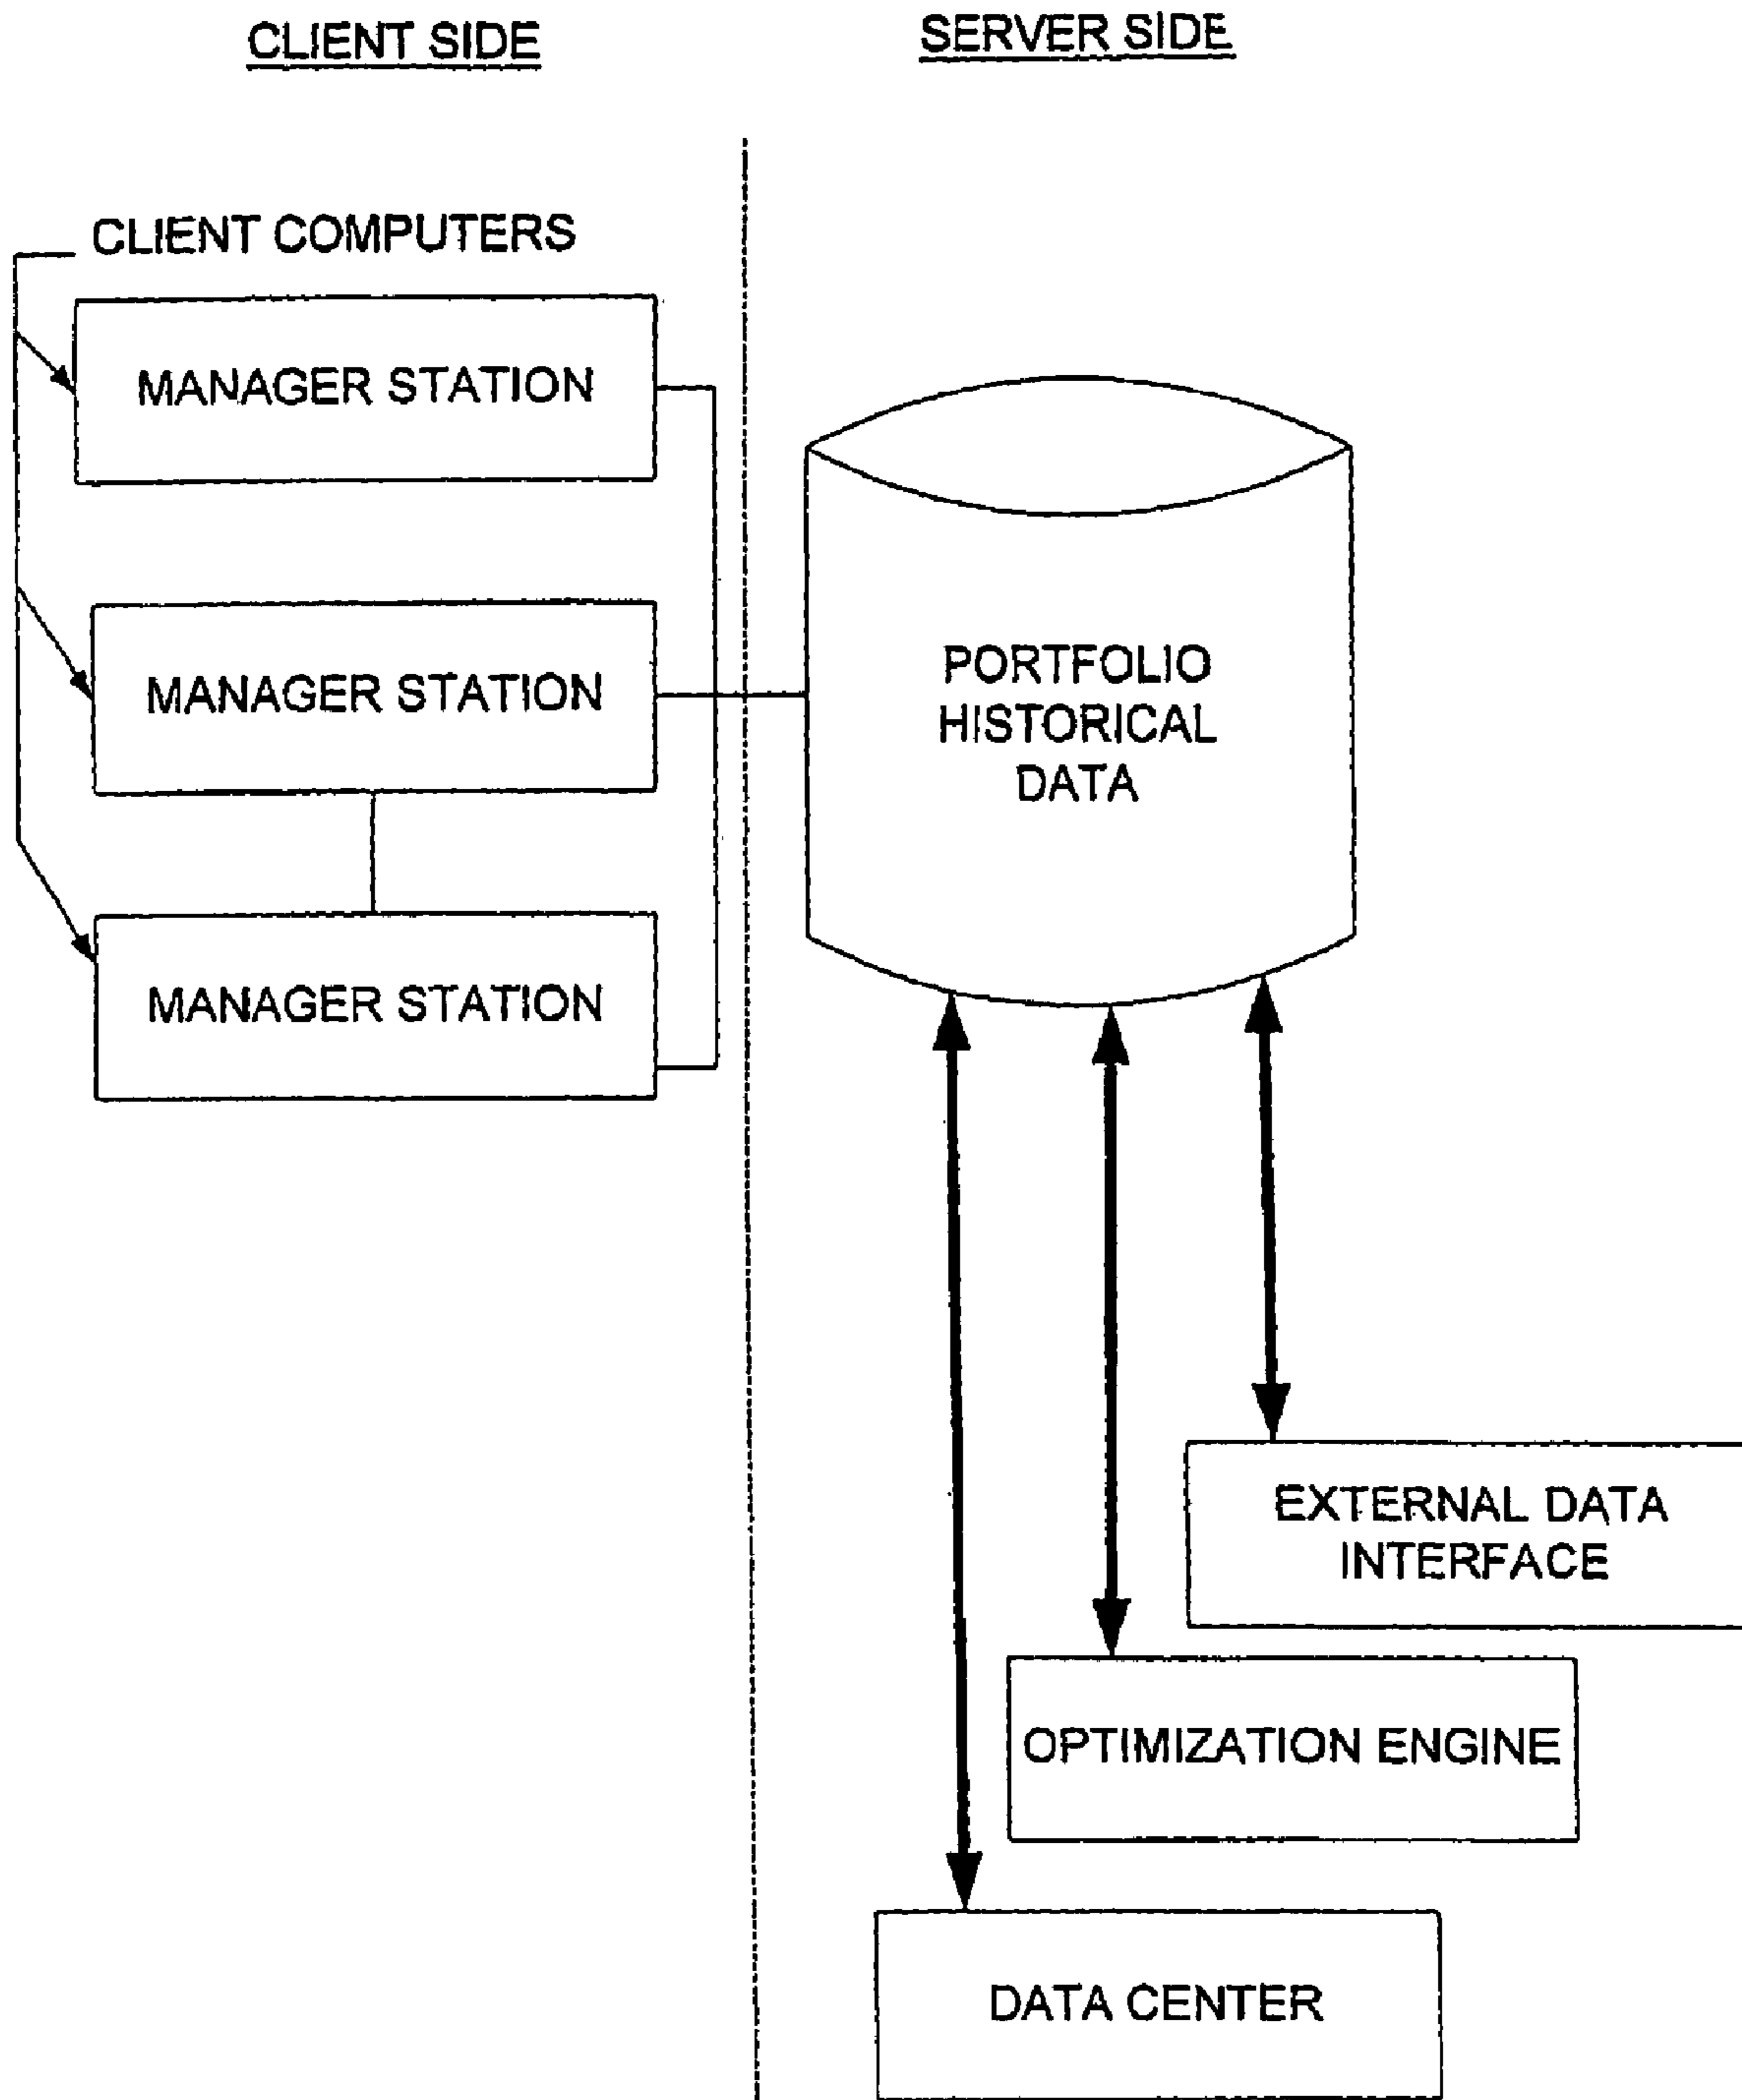 CLIENT SIDE
SERVER SIDE
CLIENT COMPUTERS
MANAGER STATION
MANAGER STATION
MANAGER STATION
PORTFOLIO
HISTORICAL
DATA
EXTERNAL DATA
INTERFACE
OPTIMIZATION ENGINE
DATA CENTER